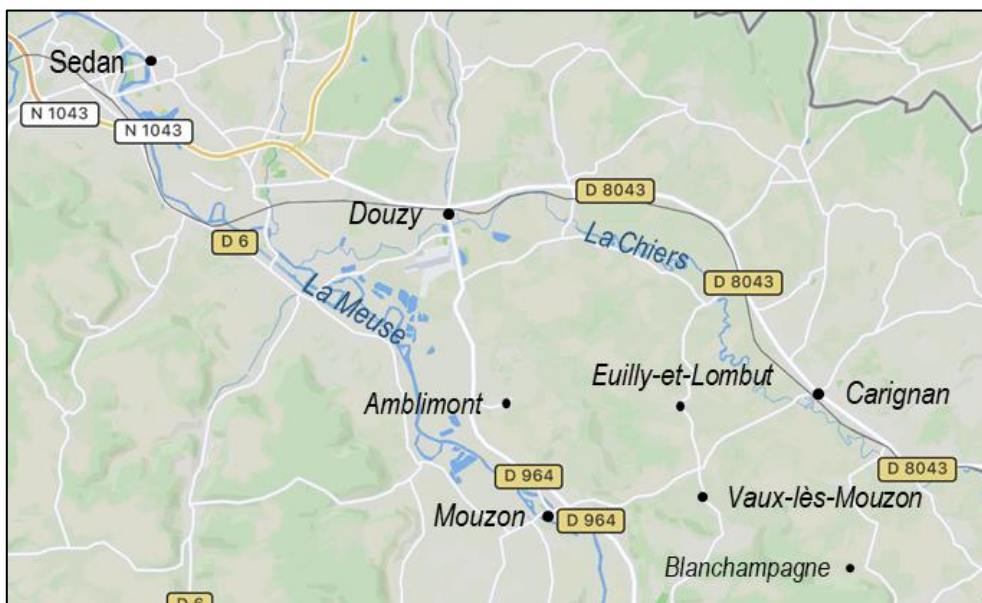 Sedan
N 1043
N 1043
D 8043
Douzy
D 6
La Chiers
D 8043
La Meuse
Euilly-et-Lombut
Carignan
Amblimont
D 8043
D 964
Vaux-lès-Mouzon
Mouzon
D 964
Blanchampagne
D 6